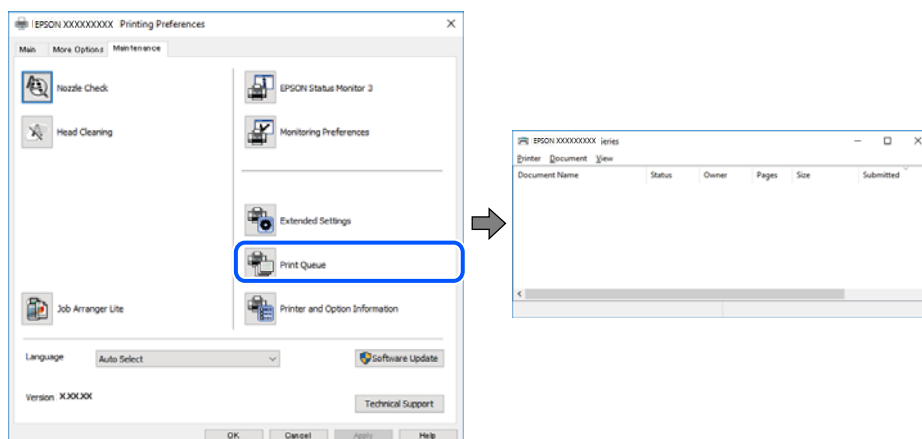 EPSON XXXXXXXXX Printing Preferences
Main More Options Maintenance
Nozzle Check
EPSON Status Monitor 3
Head Cleaning
Monitoring Preferences
Extended Settings
Print Queue
Job Arranger Lite
Printer and Option Information
Language Auto Select
Software Update
Version X.XX.XX
Technical Support
OK Cancel Apply Help
EPSON XXXXXXXXX ieries
Printer Document View
Document Name Status Owner Pages Size Submitted